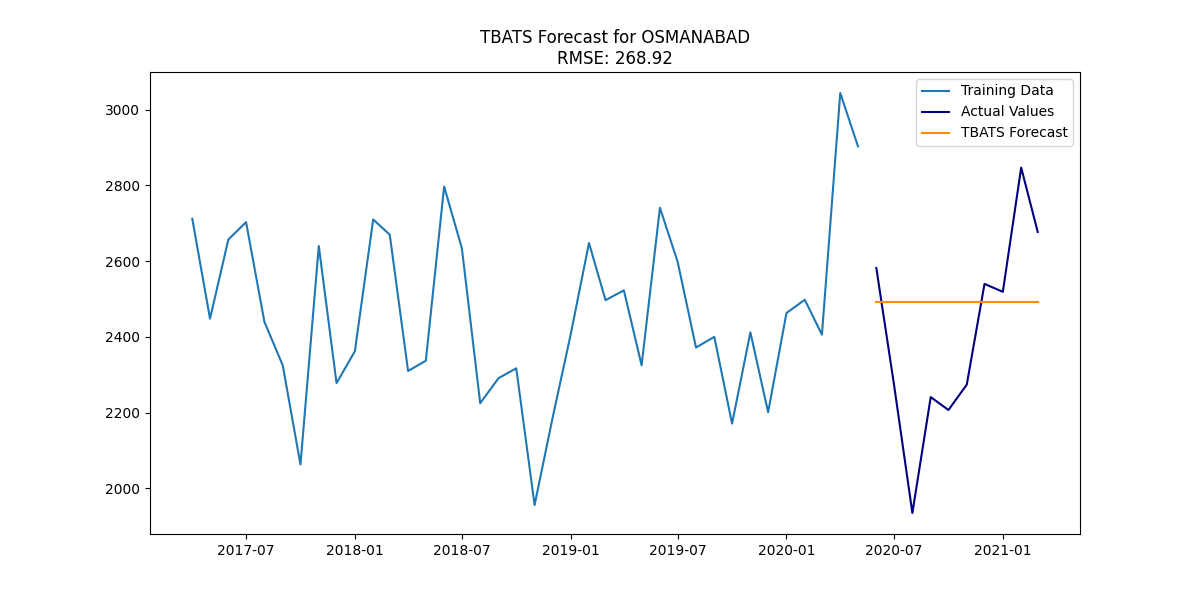 TBATS Forecast for OSMANABAD
RMSE: 268.92
Training Data
Actual Values
TBATS Forecast
3000
2800
2600
2400
2200
2000
2017-07 2018-01 2018-07 2019-01 2019-07 2020-01 2020-07 2021-01